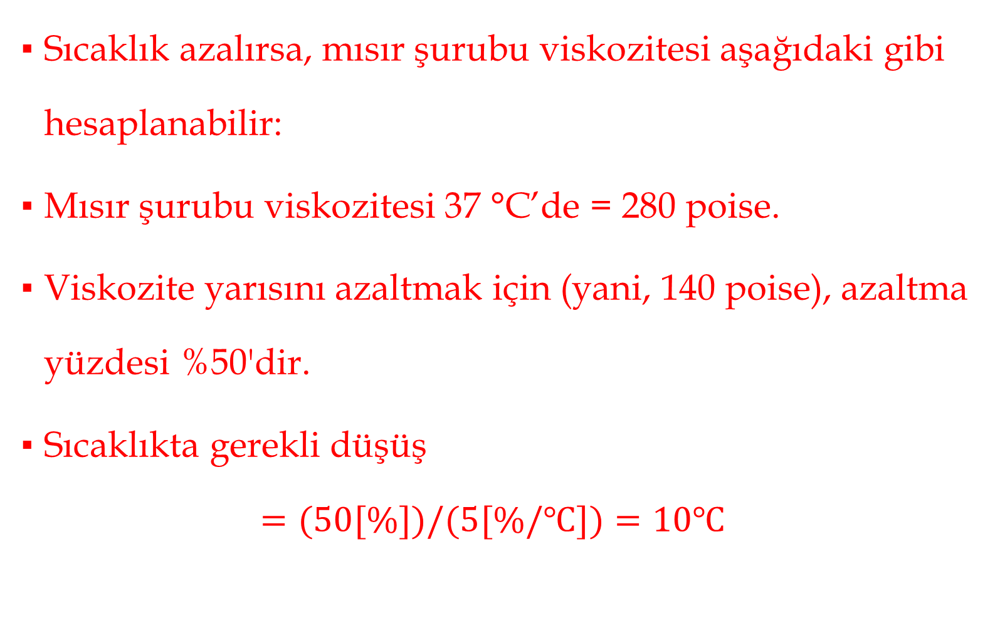 ▪ Sıcaklık azalırsa, mısır şurubu viskozitesi aşağıdaki gibi
hesaplanabilir:
▪ Mısır şurubu viskozitesi 37 °C’de = 280 poise.
▪ Viskozite yarısını azaltmak için (yani, 140 poise), azaltma
yüzdesi %50'dir.
▪ Sıcaklıkta gerekli düşüş
= (50[%])/(5[%/℃]) = 10℃